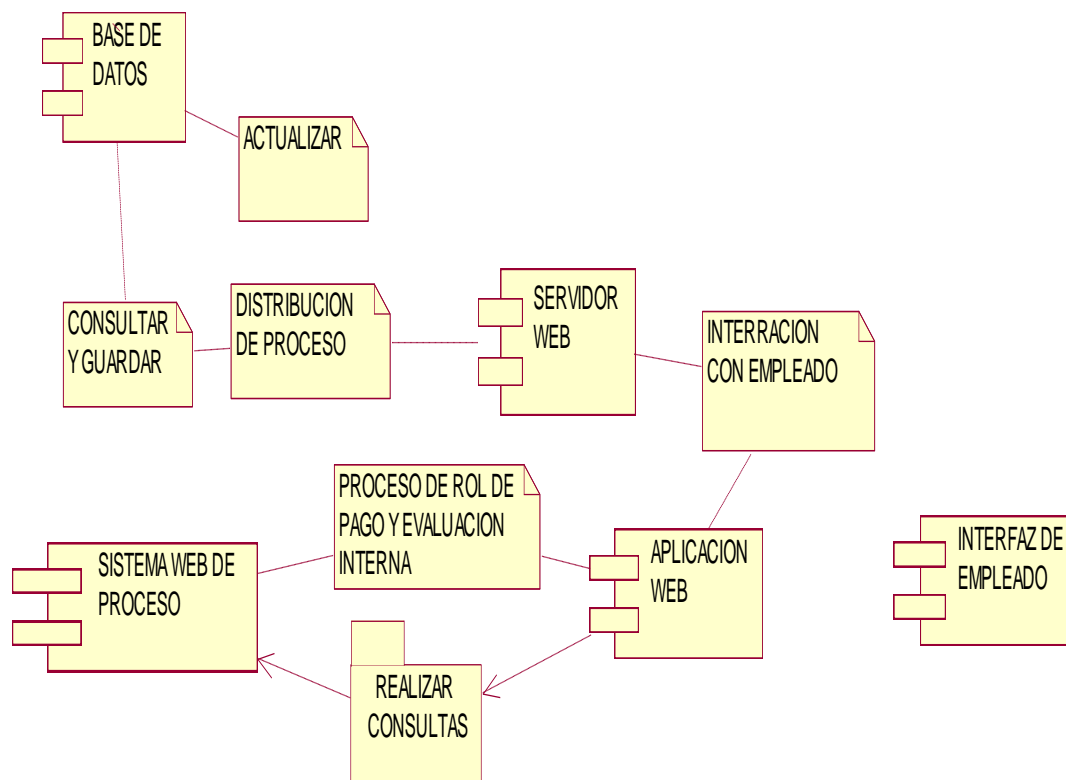 BASE DE
DATOS
ACTUALIZAR
CONSULTAR
Y GUARDAR
DISTRIBUCION
DE PROCESO
SERVIDOR
WEB
INTERRACION
CON EMPLEADO
PROCESO DE ROL DE
PAGO Y EVALUACION
INTERNA
SISTEMA WEB DE
PROCESO
APLICACION
WEB
INTERFAZ DE
EMPLEADO
REALIZAR
CONSULTAS